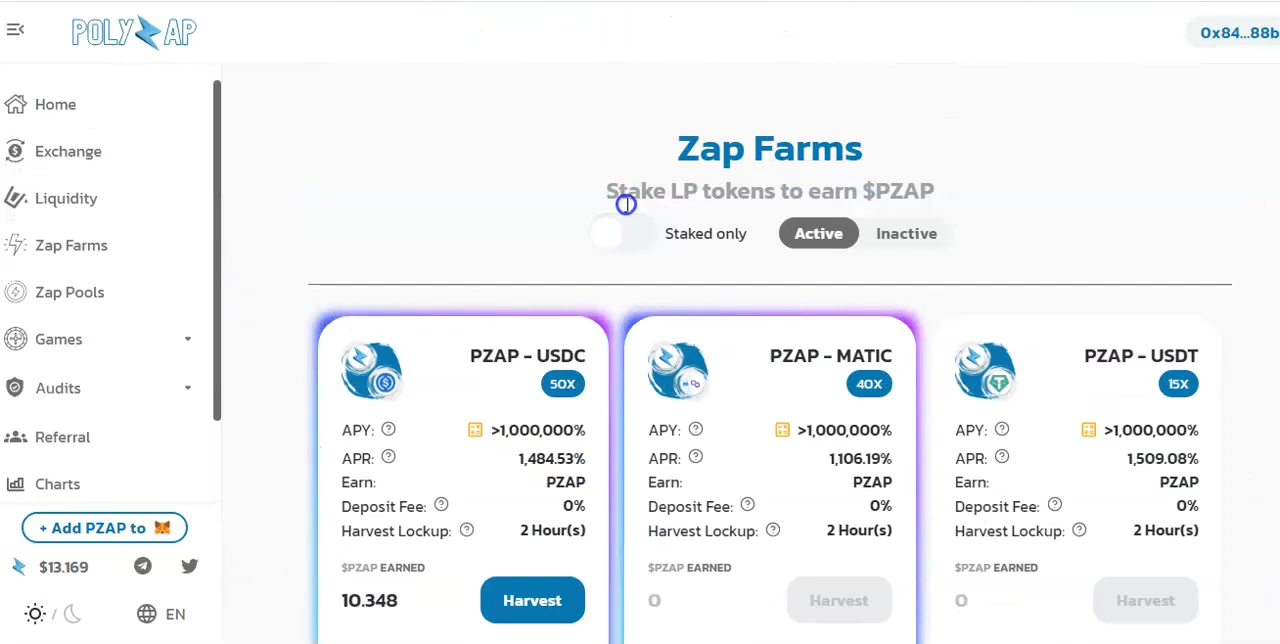 POLYZAP
0x84...88b
Home
Exchange
Liquidity
Zap Farms
Zap Pools
Games
Audits
Referral
Charts
+ Add PZAP to
$13.169
/
EN
Zap Farms
Stake LP tokens to earn $PZAP
Staked only
Active
Inactive
PZAP - USDC
50X
APY: ? >1,000,000%
APR: ? 1,484.53%
Earn: PZAP
Deposit Fee: ? 0%
Harvest Lockup: ? 2 Hour(s)
$PZAP EARNED
10.348
Harvest
PZAP - MATIC
40X
APY: ? >1,000,000%
APR: ? 1,106.19%
Earn: PZAP
Deposit Fee: ? 0%
Harvest Lockup: ? 2 Hour(s)
$PZAP EARNED
0
Harvest
PZAP - USDT
15X
APY: ? >1,000,000%
APR: ? 1,509.08%
Earn: PZAP
Deposit Fee: ? 0%
Harvest Lockup: ? 2 Hour(s)
$PZAP EARNED
0
Harvest